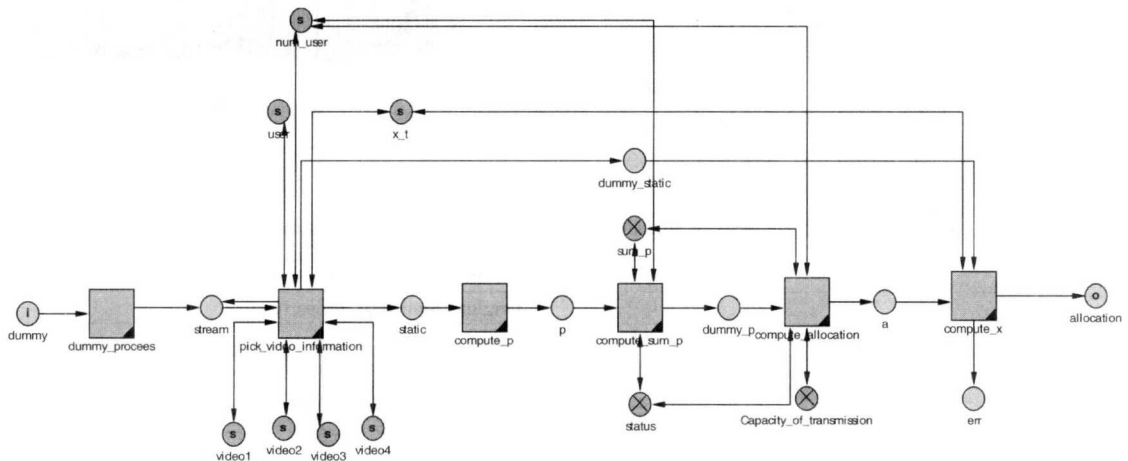 s
num_user
s
user
s
x_t
dummy_static
sum_p
i
dummy
dummy_procees
stream
pick_video_information
static
compute_p
p
compute_sum_p
dummy_p
compute_allocation
a
compute_x
o
allocation
s
video1
s
video2
s
video3
s
video4
status
Capacity_of_transmission
err